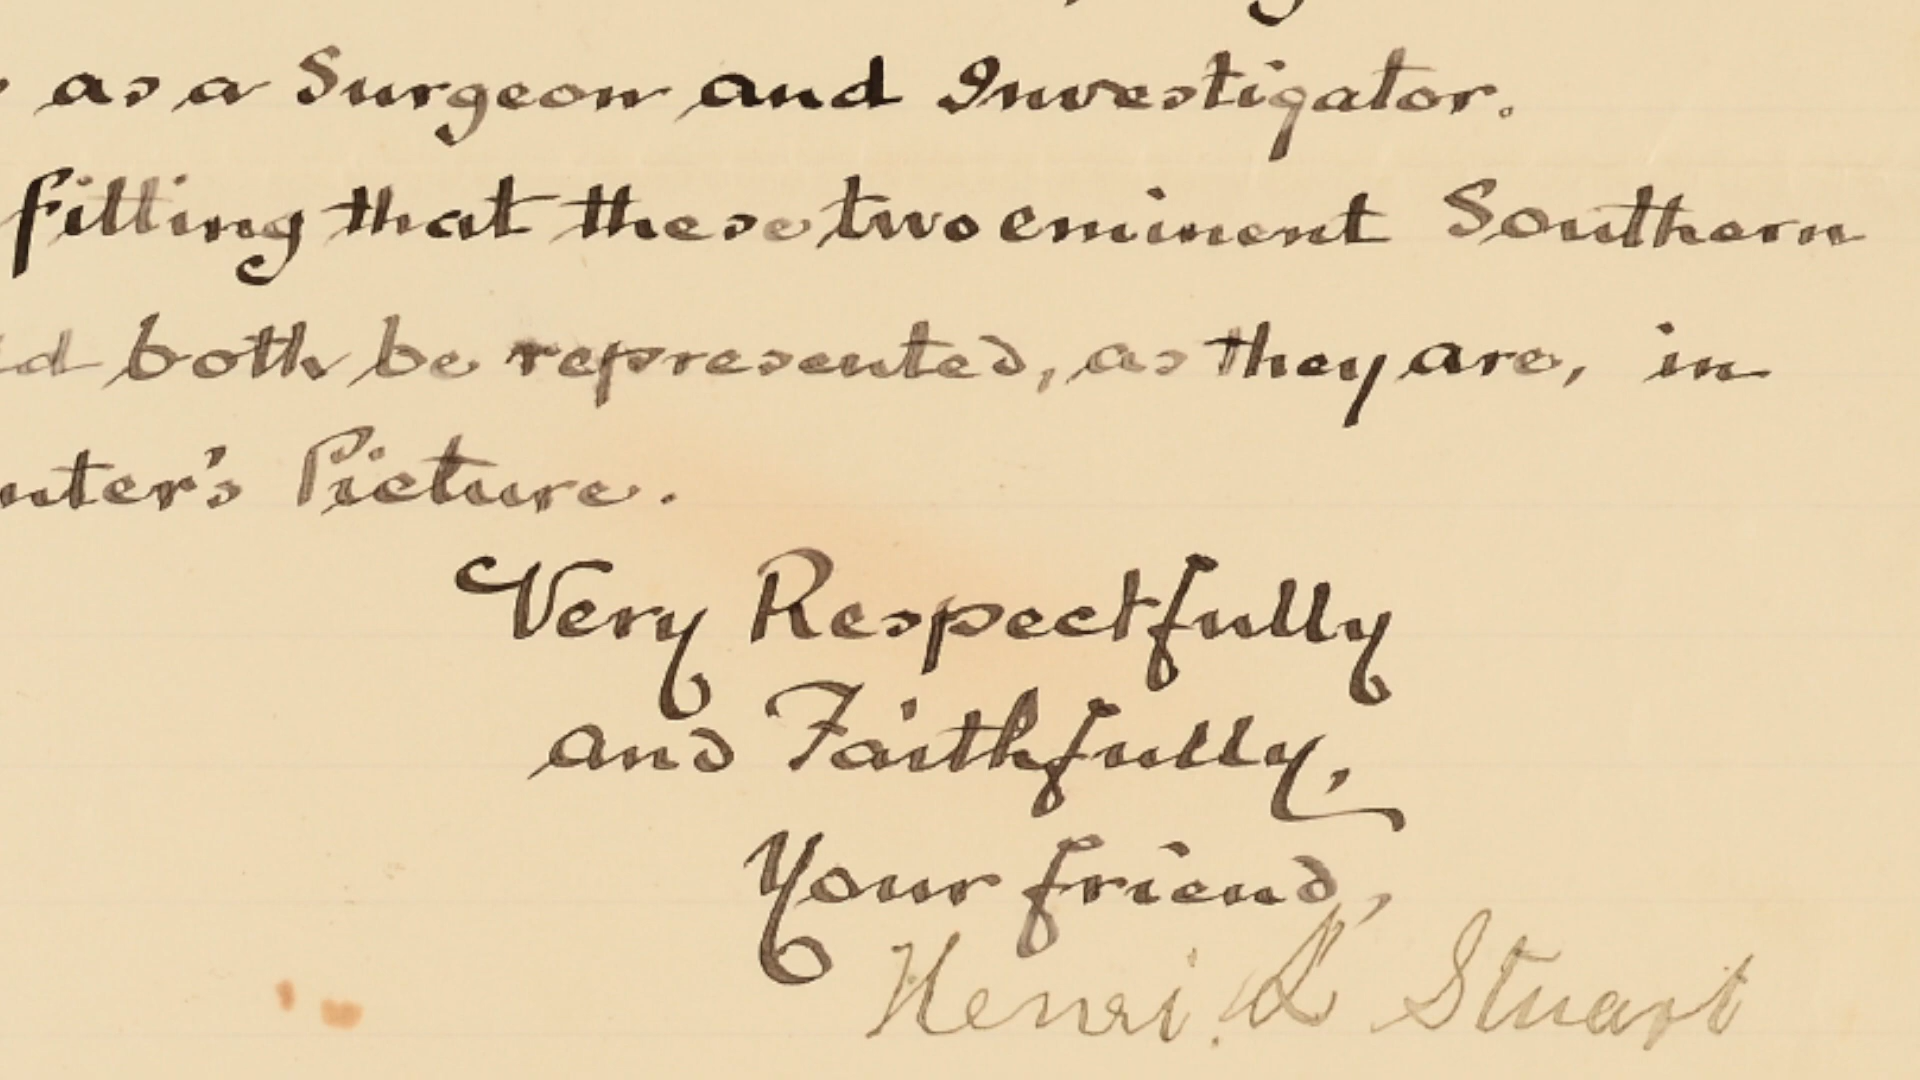 as a Surgeon and Investigator.
fitting that these two eminent Southern
d both be represented, as they are, in
nter's Picture.
Very Respectfully
and Faithfully,
Your friend,
Henri L Stuart